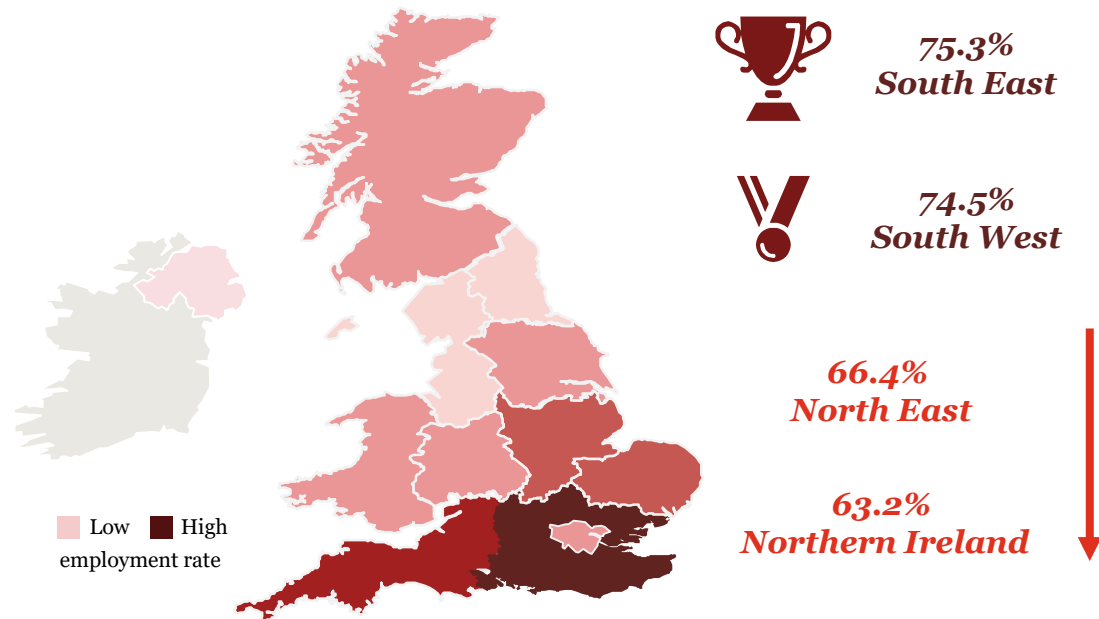 75.3%
South East
74.5%
South West
66.4%
North East
63.2%
Northern Ireland
Low High
employment rate